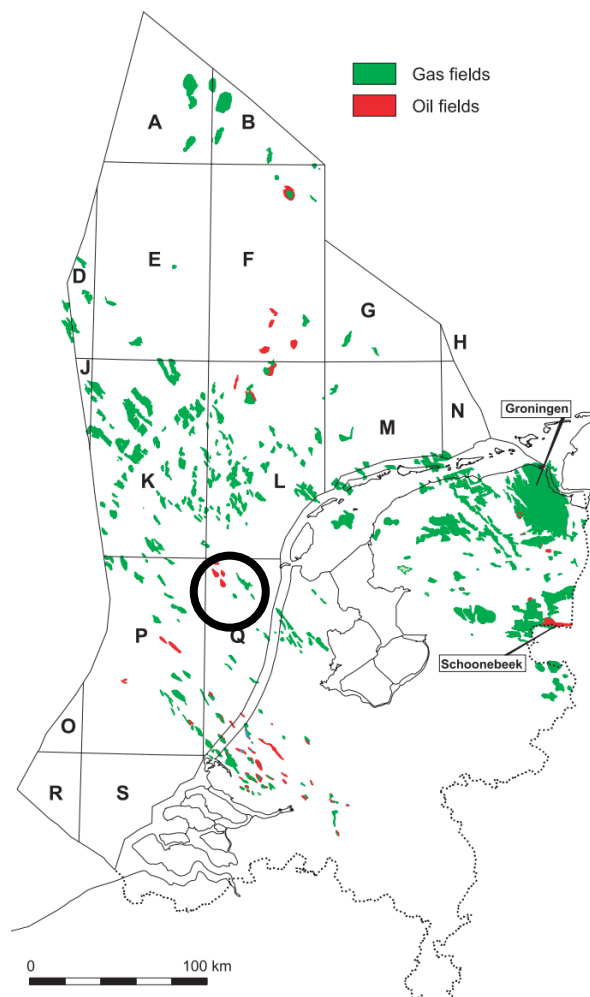 Gas fields
Oil fields
A
B
D
E
F
G
H
J
K
L
M
N
Groningen
P
Q
Schoonebeek
O
R
S
0
100 km